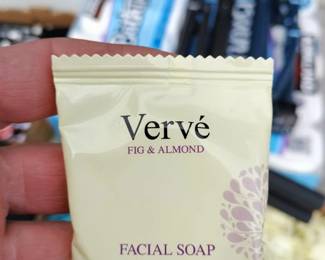 Vervé
FIG & ALMOND
FACIAL SOAP